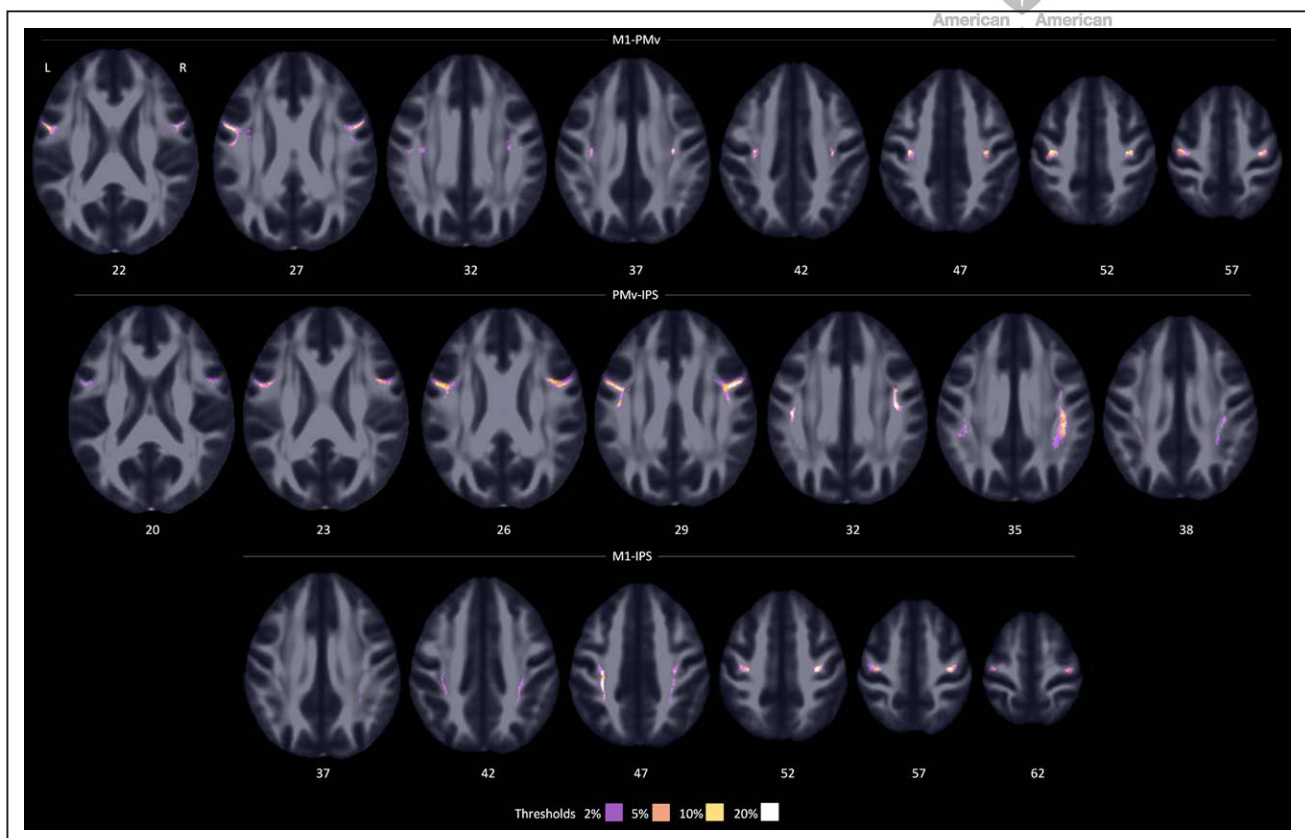 American American
M1-PMv
L R
22 27 32 37 42 47 52 57
PMv-IPS
20 23 26 29 32 35 38
M1-IPS
37 42 47 52 57 62
Thresholds 2% 5% 10% 20%